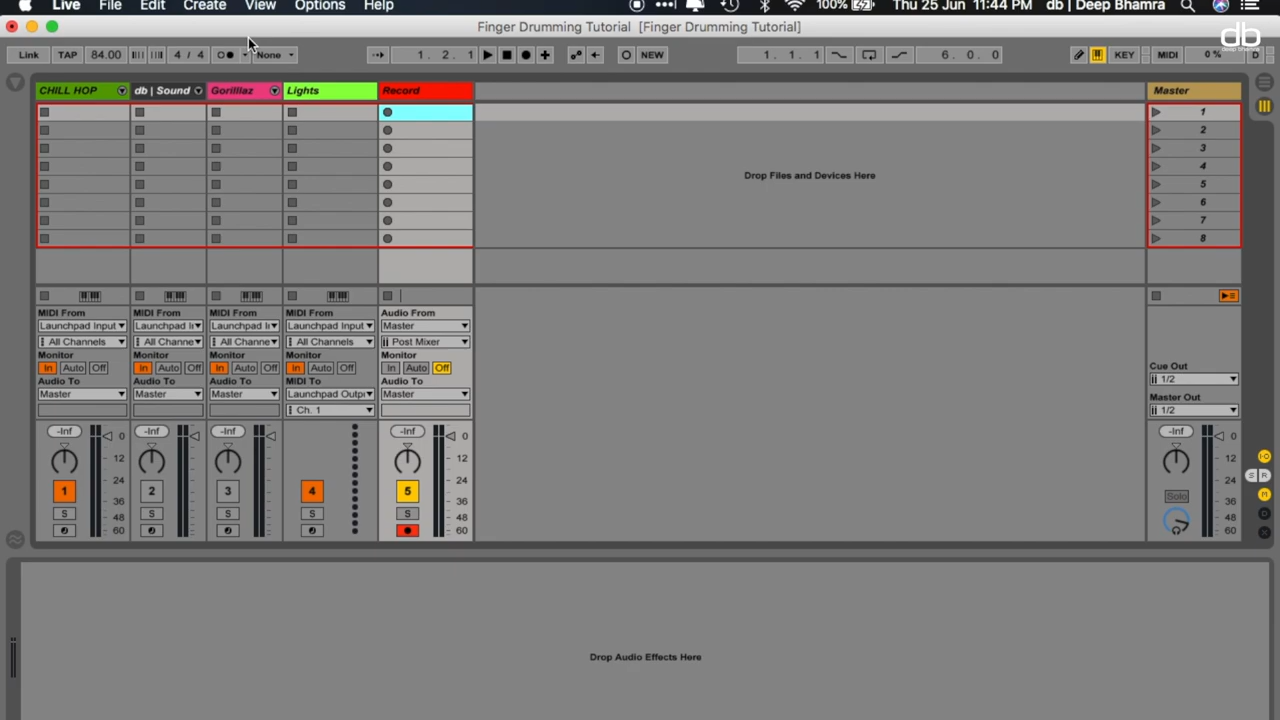 Live File Edit Create View Options Help 100% Thu 25 Jun 11:44 PM db | Deep Bhamra
Finger Drumming Tutorial [Finger Drumming Tutorial]
db
deep bhamra
Link TAP 84.00 4 / 4 None 1. 2. 1 NEW 1. 1. 1 6. 0. 0 KEY MIDI 0 % D
CHILL HOP db | Sound Gorilllaz Lights Record Master
1
2
3
4
5
6
7
8
Drop Files and Devices Here
MIDI From MIDI From MIDI From MIDI From Audio From
Launchpad Input Launchpad I Launchpad I Launchpad Input Master
All Channels All Channe All Channe All Channels Post Mixer
Monitor Monitor Monitor Monitor Monitor Cue Out
In Auto Off In Auto Off In Auto Off In Auto Off In Auto Off 1/2
Audio To Audio To Audio To MIDI To Audio To
Master Master Master Launchpad Outp Master Master Out
Ch. 1 1/2
-Inf 0 -Inf -Inf -Inf 0 -Inf 0
12 12 12
24 24 24
1 36 2 3 4 5 36 Solo 36
S 48 S S S S 48 48
60 60 60
I·O
S R
M
D
X
Drop Audio Effects Here